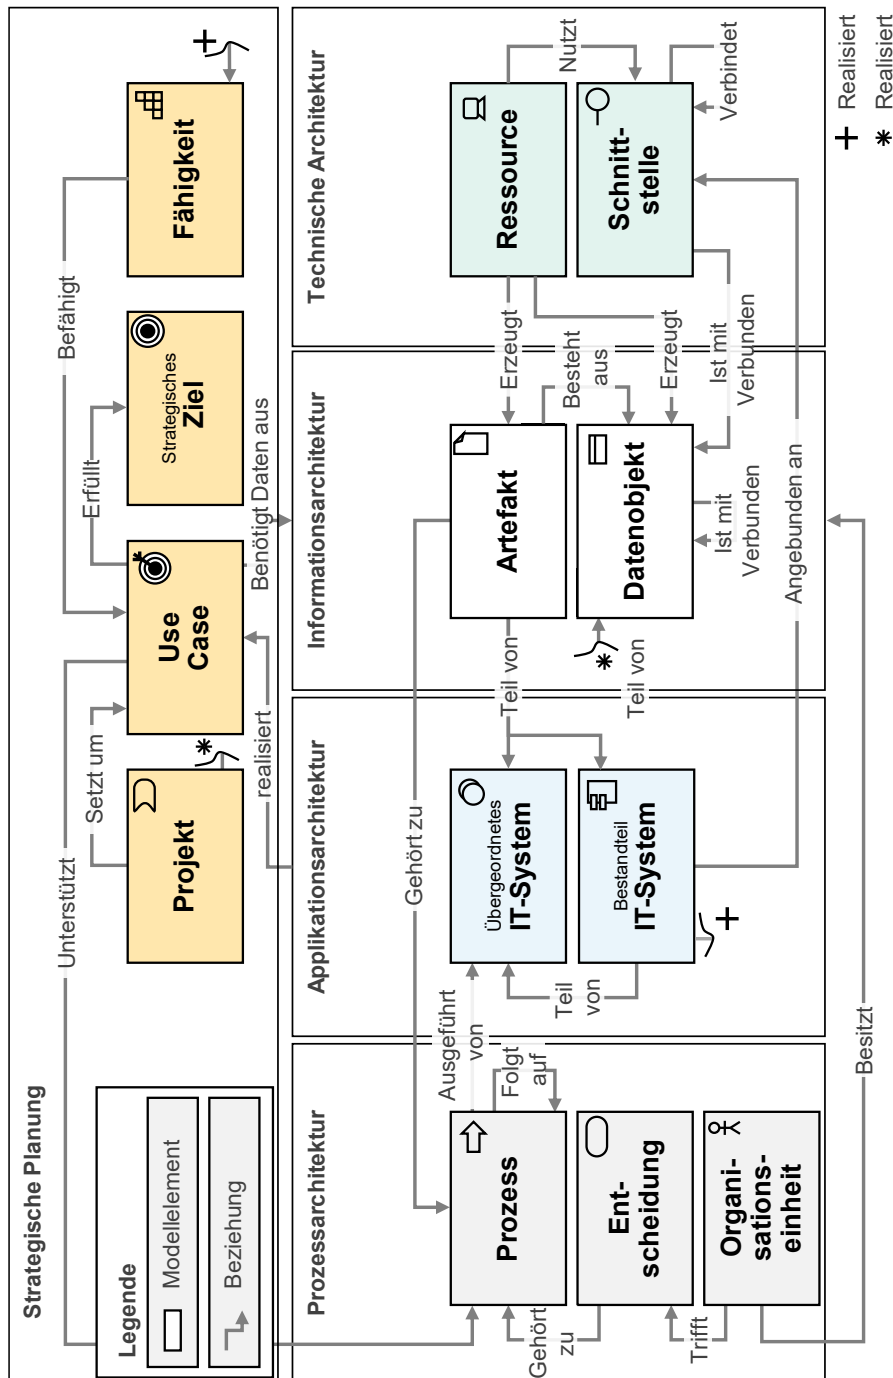 Strategische Planung
Legende
Modellelement
Beziehung
Unterstützt
Setzt um
Erfüllt
Befähigt
Projekt
Use
Case
Strategisches
Ziel
Fähigkeit
realisiert
Benötigt Daten aus
Prozessarchitektur
Applikationsarchitektur
Informationsarchitektur
Technische Architektur
Gehört zu
Prozess
Ausgeführt
von
Folgt
auf
Übergeordnetes
IT-System
Teil von
Artefakt
Erzeugt
Besteht
aus
Ressource
Nutzt
Gehört
zu
Ent-
scheidung
Teil
von
Bestandteil
IT-System
Teil von
Datenobjekt
Erzeugt
Schnitt-
stelle
Trifft
Organi-
sations-
einheit
Ist mit
Verbunden
Ist mit
Verbunden
Verbindet
Angebunden an
Besitzt
Realisiert
Realisiert